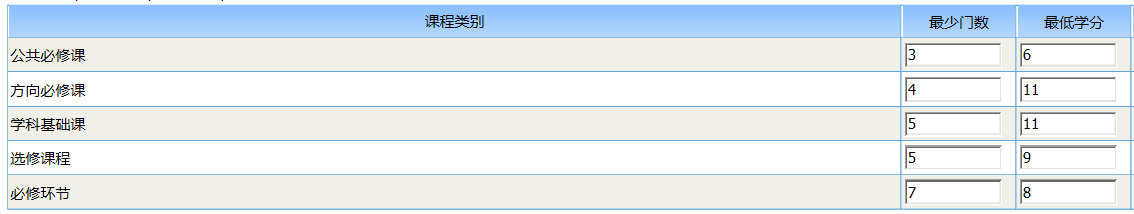 课程类别 最少门数 最低学分
公共必修课 3 6
方向必修课 4 11
学科基础课 5 11
选修课程 5 9
必修环节 7 8